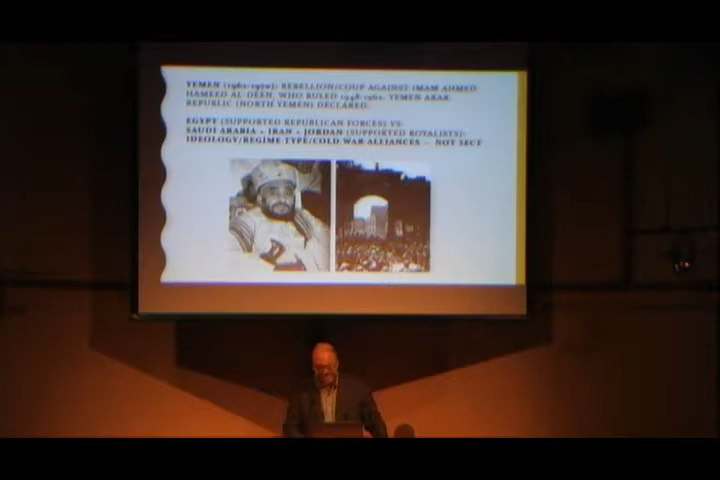 YEMEN (1962-1970): REBELLION/COUP AGAINST IMAM AHMED
HAMEED AL-DEEN, WHO RULED 1948-1962. YEMEN ARAB
REPUBLIC (NORTH YEMEN) DECLARED.
EGYPT (SUPPORTED REPUBLICAN FORCES) VS.
SAUDI ARABIA + IRAN + JORDAN (SUPPORTED ROYALISTS):
IDEOLOGY/REGIME TYPE/COLD WAR ALLIANCES – NOT SECT